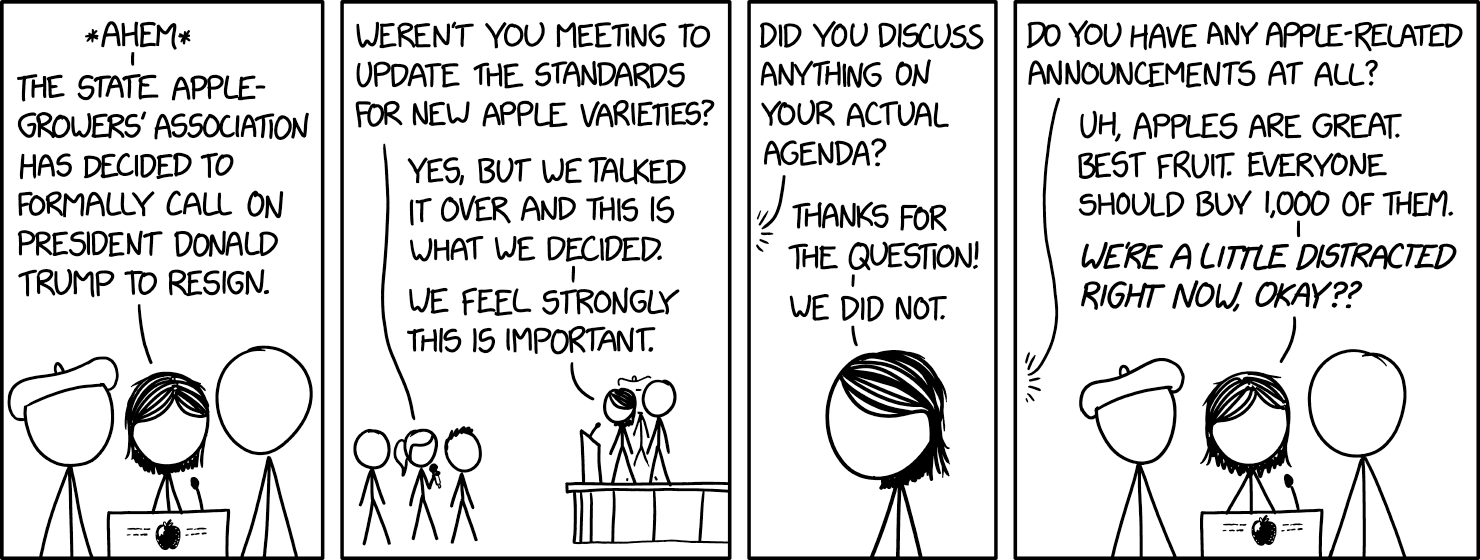 *AHEM*
THE STATE APPLE-
GROWERS' ASSOCIATION
HAS DECIDED TO
FORMALLY CALL ON
PRESIDENT DONALD
TRUMP TO RESIGN.
WEREN'T YOU MEETING TO
UPDATE THE STANDARDS
FOR NEW APPLE VARIETIES?
YES, BUT WE TALKED
IT OVER AND THIS IS
WHAT WE DECIDED.
WE FEEL STRONGLY
THIS IS IMPORTANT.
DID YOU DISCUSS
ANYTHING ON
YOUR ACTUAL
AGENDA?
THANKS FOR
THE QUESTION!
WE DID NOT.
DO YOU HAVE ANY APPLE-RELATED
ANNOUNCEMENTS AT ALL?
UH, APPLES ARE GREAT.
BEST FRUIT. EVERYONE
SHOULD BUY 1,000 OF THEM.
WE'RE A LITTLE DISTRACTED
RIGHT NOW, OKAY??